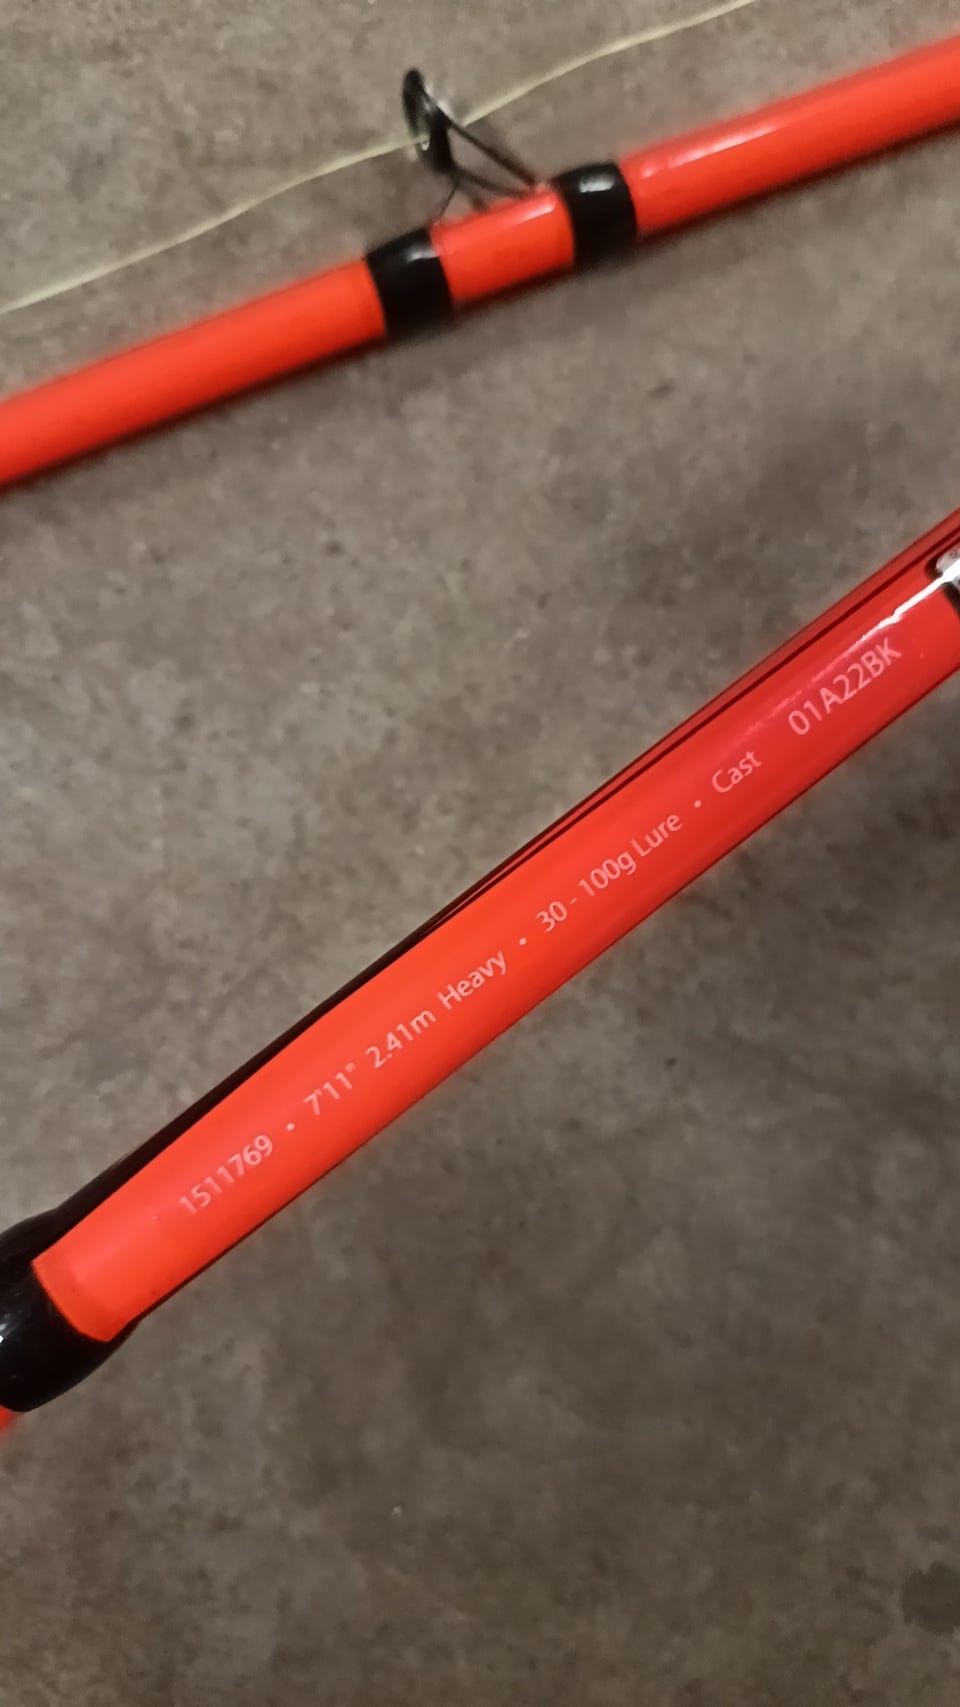 1511769 • 7'11" 2.41m Heavy • 30 - 100g Lure • Cast 01A22BK